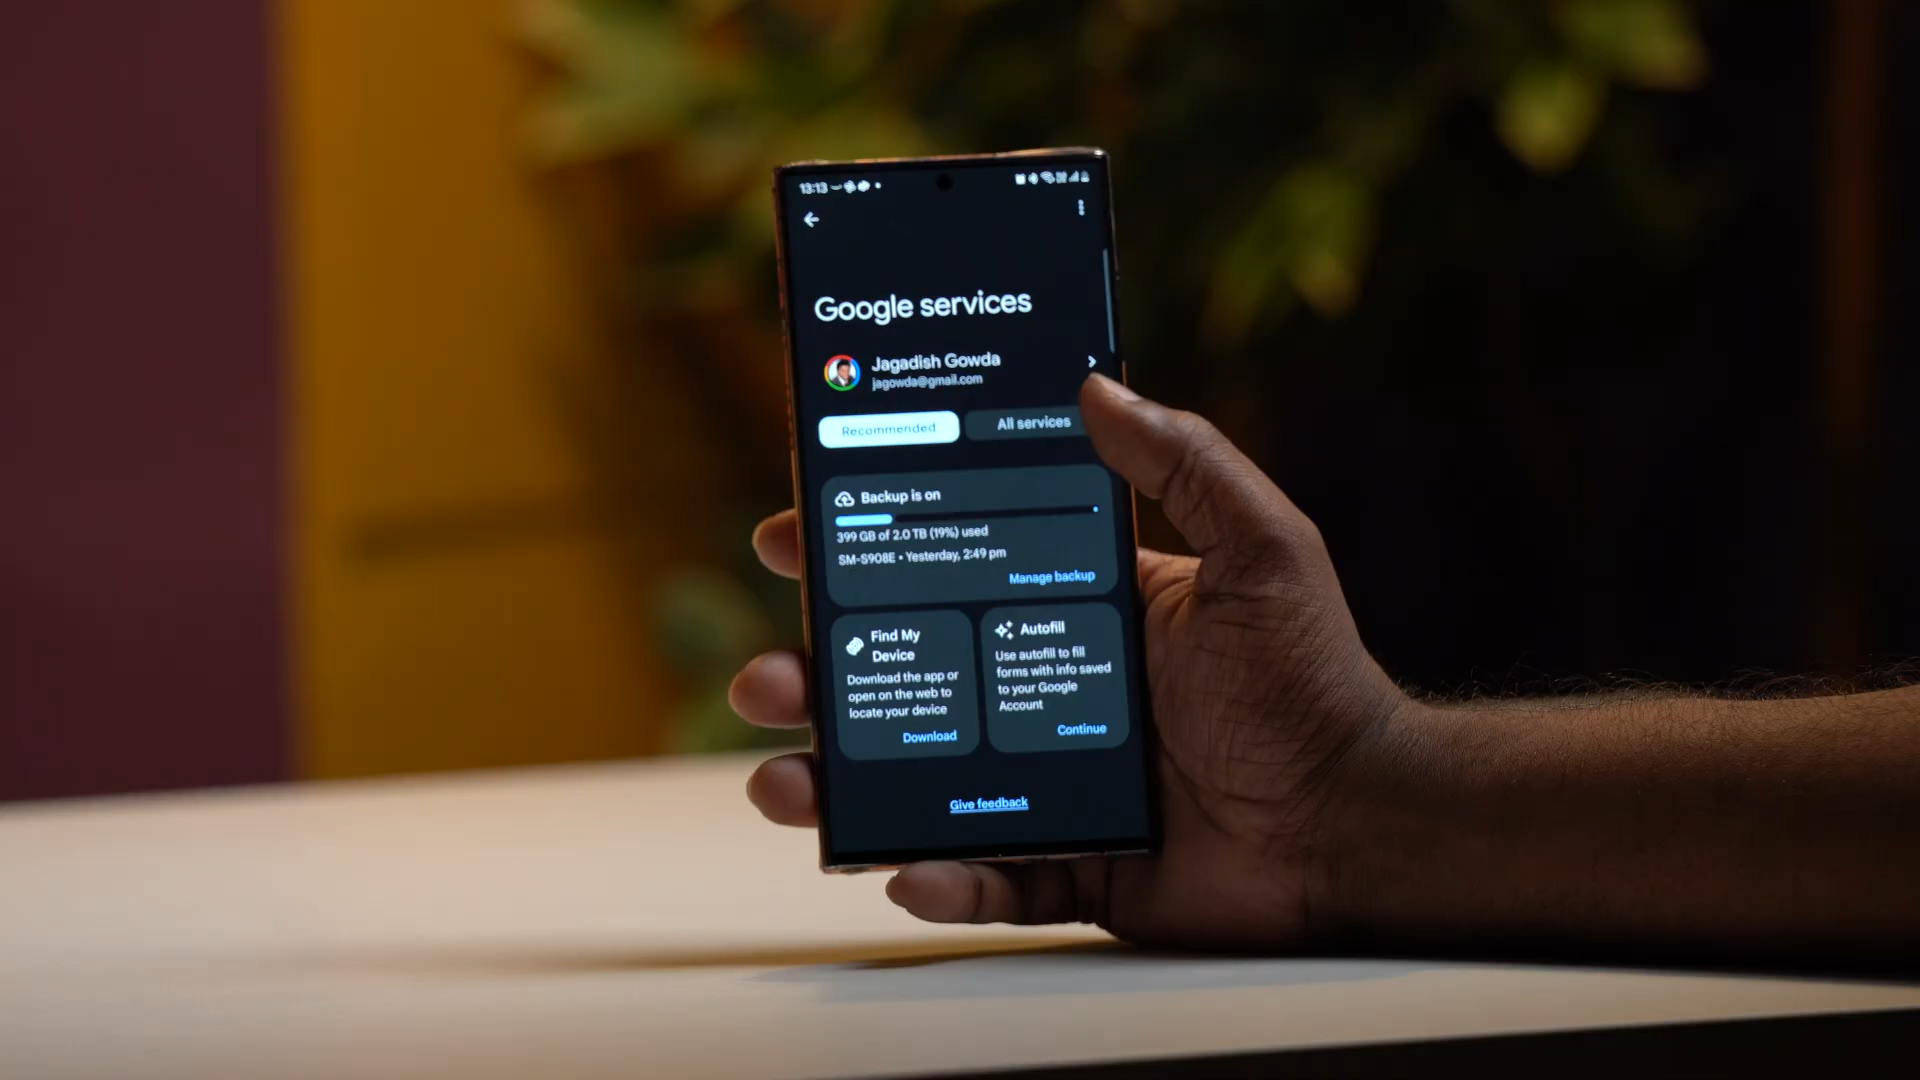 13:13
Google services
Jagadish Gowda
jagowda@gmail.com
Recommended
All services
Backup is on
399 GB of 2.0 TB (19%) used
SM-S908E • Yesterday, 2:49 pm
Manage backup
Find My
Device
Download the app or
open on the web to
locate your device
Download
Autofill
Use autofill to fill
forms with info saved
to your Google
Account
Continue
Give feedback